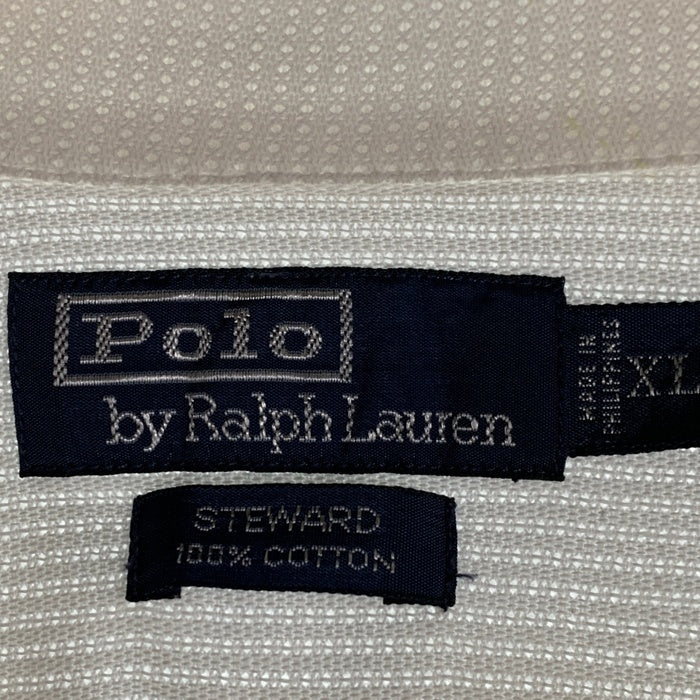 Polo
by Ralph Lauren
MADE IN
PHILIPPINES
XL
STEWARD
100% COTTON